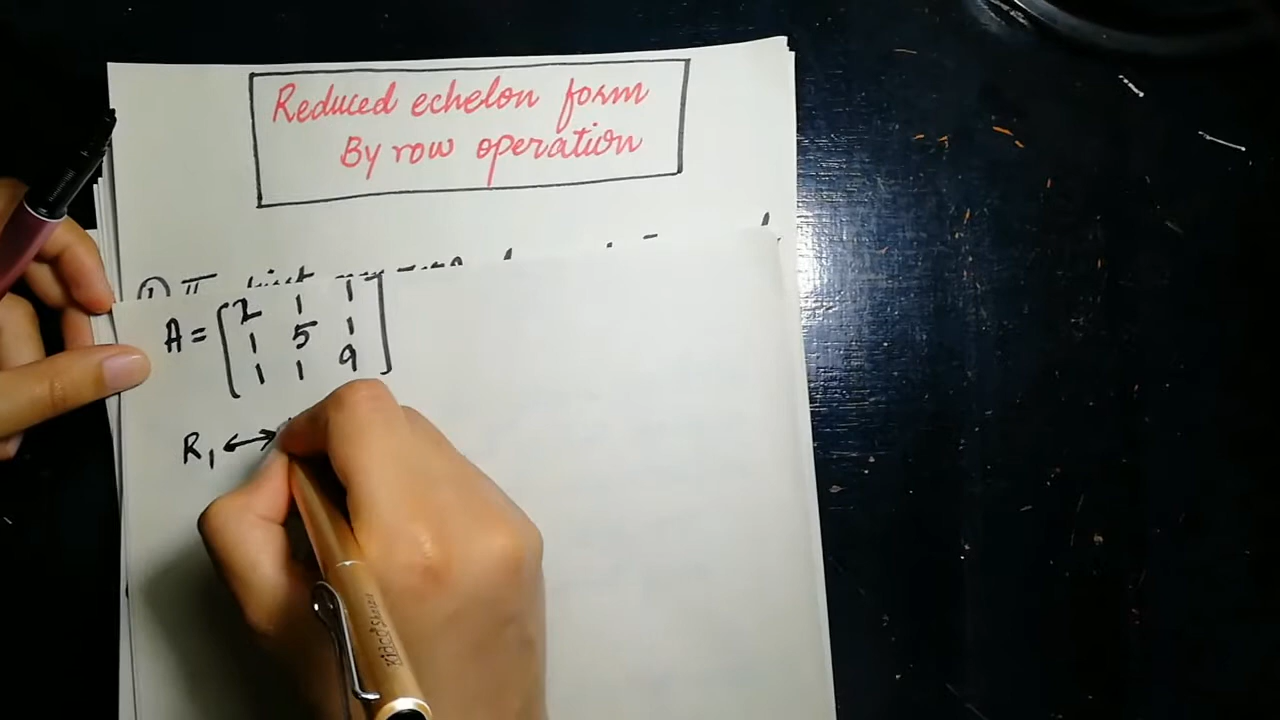 Reduced echelon form
By row operation
A = [2 1 1
1 5 1
1 1 9]
R₁ ↔